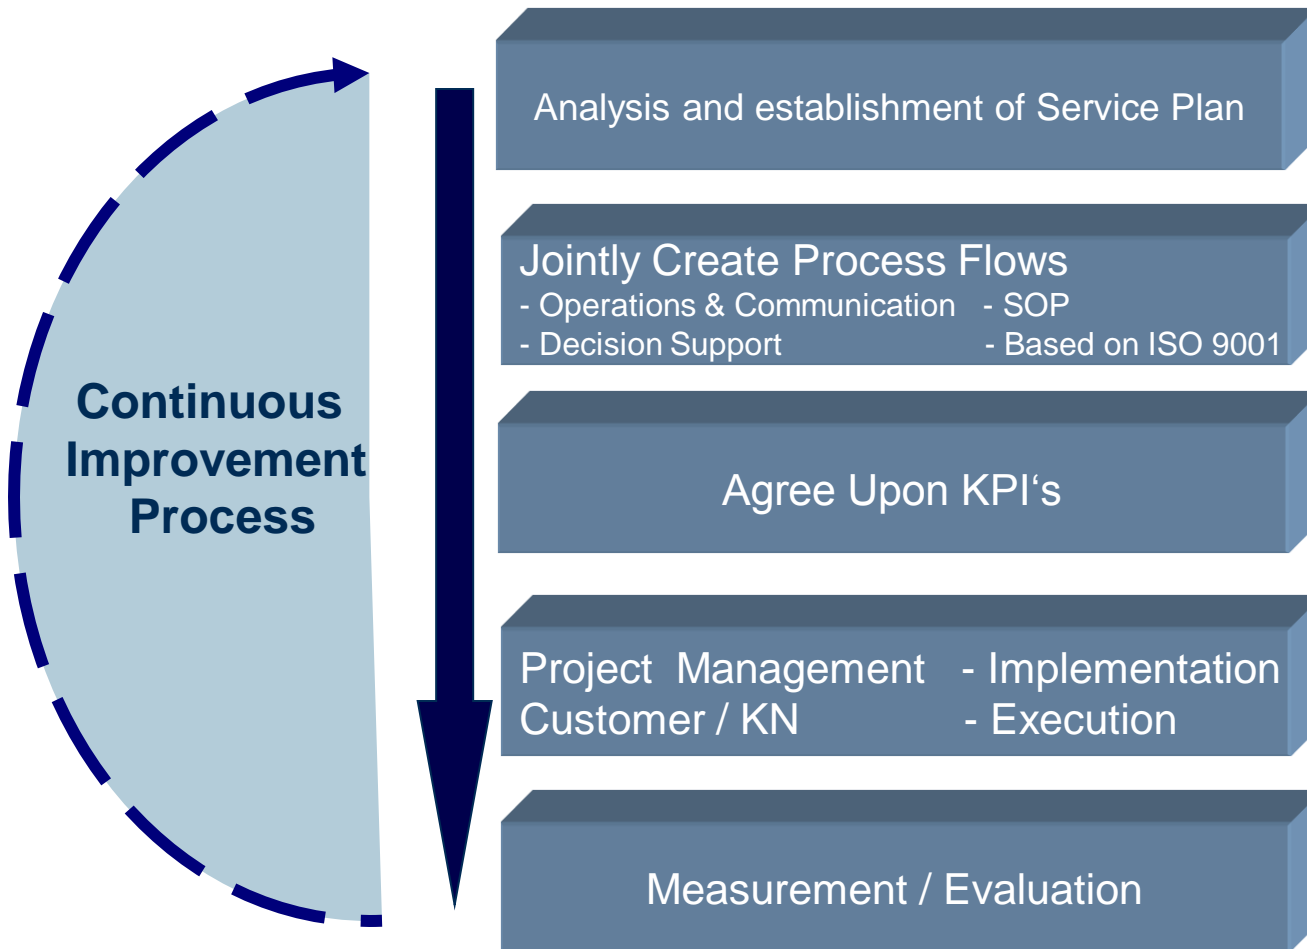 Continuous
Improvement
Process
Analysis and establishment of Service Plan
Jointly Create Process Flows
- Operations & Communication - SOP
- Decision Support - Based on ISO 9001
Agree Upon KPI‘s
Project Management - Implementation
Customer / KN - Execution
Measurement / Evaluation